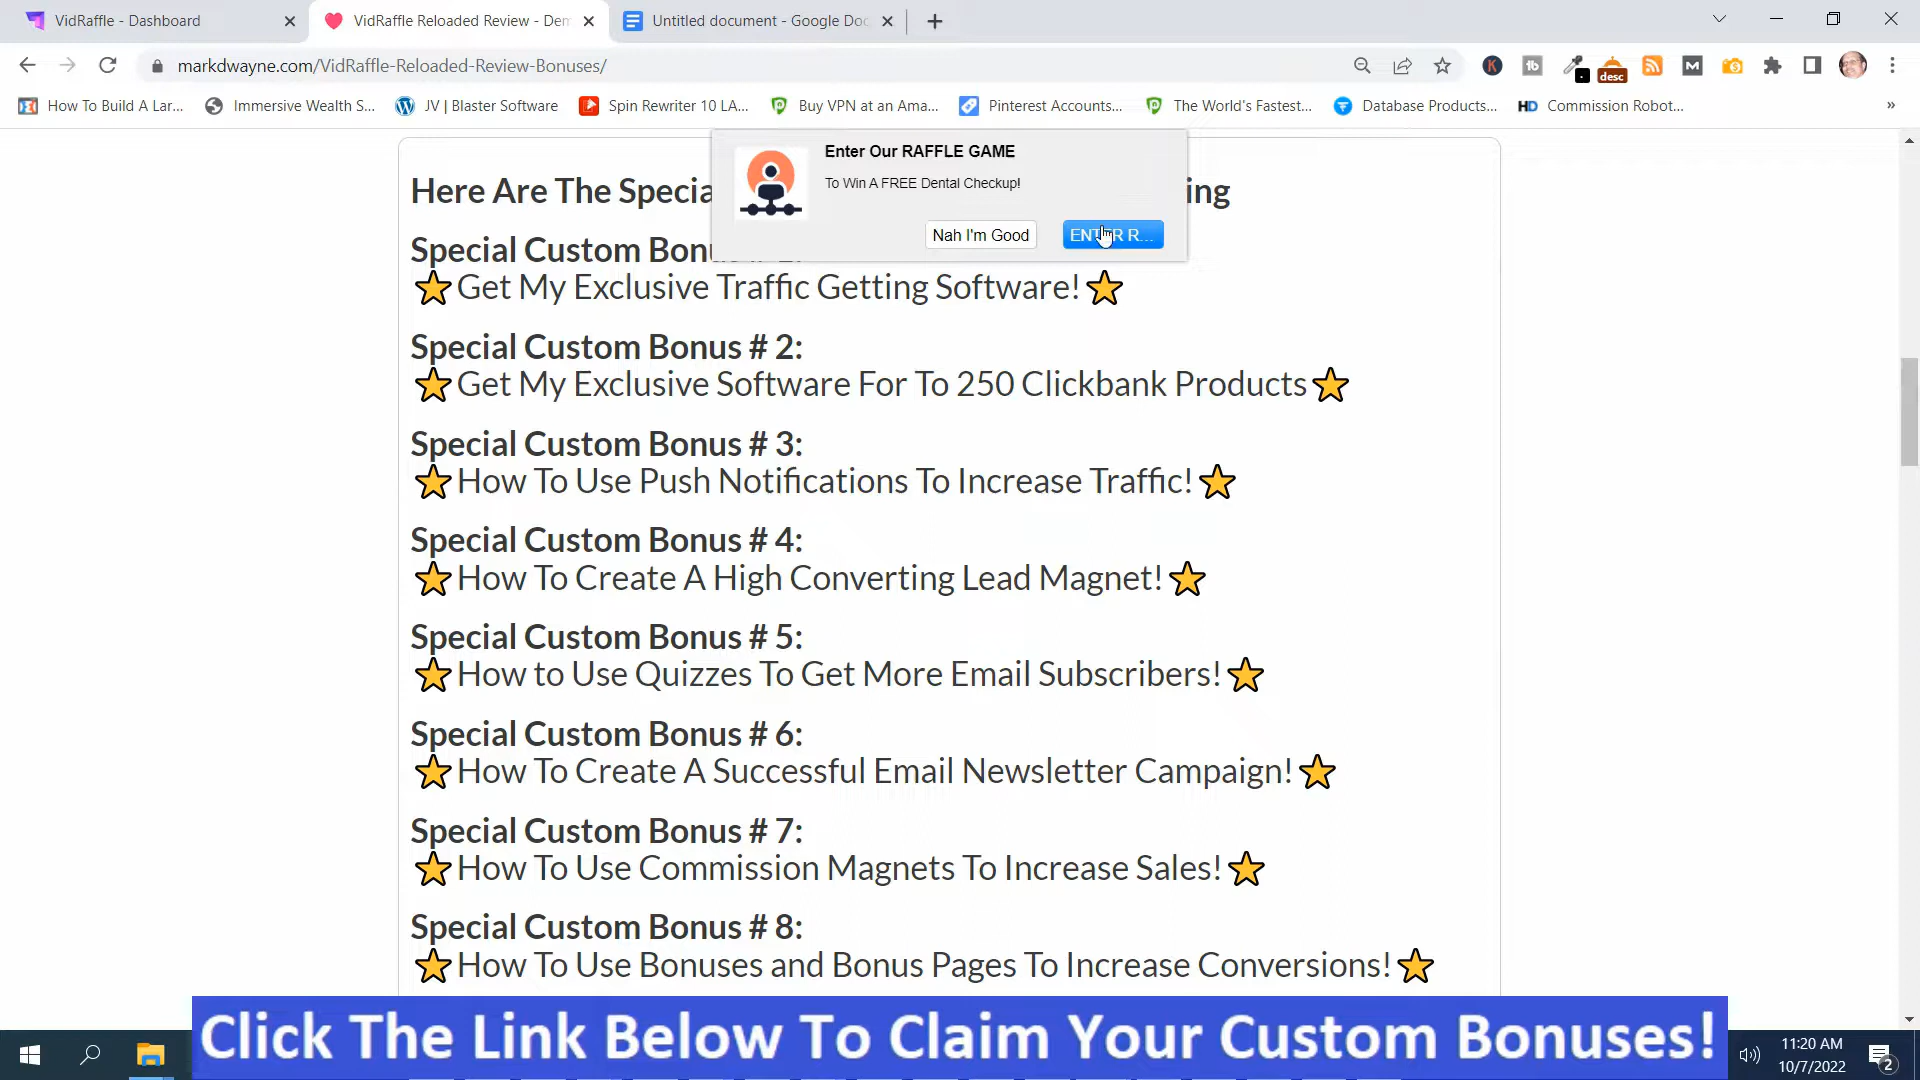 VidRaffle - Dashboard
VidRaffle Reloaded Review - Dem
Untitled document - Google Doc
markdwayne.com/VidRaffle-Reloaded-Review-Bonuses/
desc
How To Build A Lar...
Immersive Wealth S...
JV | Blaster Software
Spin Rewriter 10 LA...
Buy VPN at an Ama...
Pinterest Accounts...
The World's Fastest...
Database Products...
HD
Commission Robot...
»
Enter Our RAFFLE GAME
To Win A FREE Dental Checkup!
Nah I'm Good
R...
Here Are The Specia
ing
Special Custom Bonu
Get My Exclusive Traffic Getting Software!
Special Custom Bonus # 2:
Get My Exclusive Software For To 250 Clickbank Products
Special Custom Bonus # 3:
How To Use Push Notifications To Increase Traffic!
Special Custom Bonus # 4:
How To Create A High Converting Lead Magnet!
Special Custom Bonus # 5:
How to Use Quizzes To Get More Email Subscribers!
Special Custom Bonus # 6:
How To Create A Successful Email Newsletter Campaign!
Special Custom Bonus # 7:
How To Use Commission Magnets To Increase Sales!
Special Custom Bonus # 8:
How To Use Bonuses and Bonus Pages To Increase Conversions!
Click The Link Below To Claim Your Custom Bonuses!
11:20 AM
10/7/2022
2